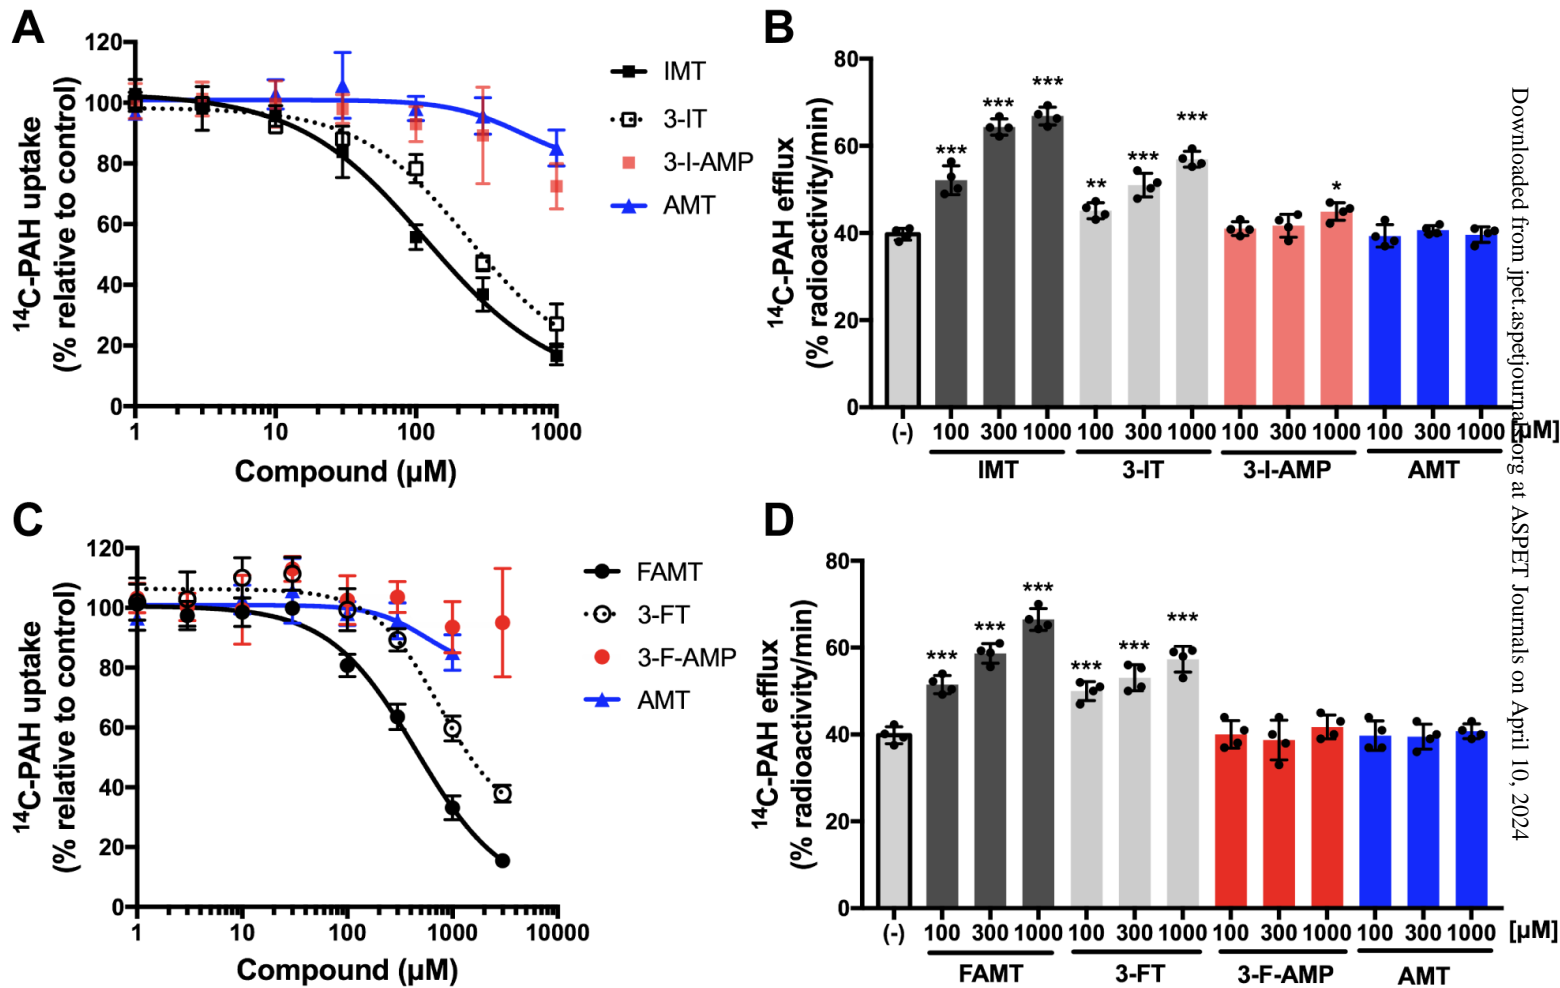 A
120
100
80
60
40
20
0
¹⁴C-PAH uptake
(% relative to control)
1
10
100
1000
Compound (µM)
IMT
3-IT
3-I-AMP
AMT
B
80
60
40
20
0
¹⁴C-PAH efflux
(% radioactivity/min)
*** *** *** ** *** *** *
(-) 100 300 1000 100 300 1000 100 300 1000 100 300 1000 [µM]
IMT 3-IT 3-I-AMP AMT
C
120
100
80
60
40
20
0
¹⁴C-PAH uptake
(% relative to control)
1
10
100
1000
10000
Compound (µM)
FAMT
3-FT
3-F-AMP
AMT
D
80
60
40
20
0
¹⁴C-PAH efflux
(% radioactivity/min)
*** *** *** *** *** ***
(-) 100 300 1000 100 300 1000 100 300 1000 100 300 1000 [µM]
FAMT 3-FT 3-F-AMP AMT
Downloaded from jpet.aspetjournals.org at ASPET Journals on April 10, 2024